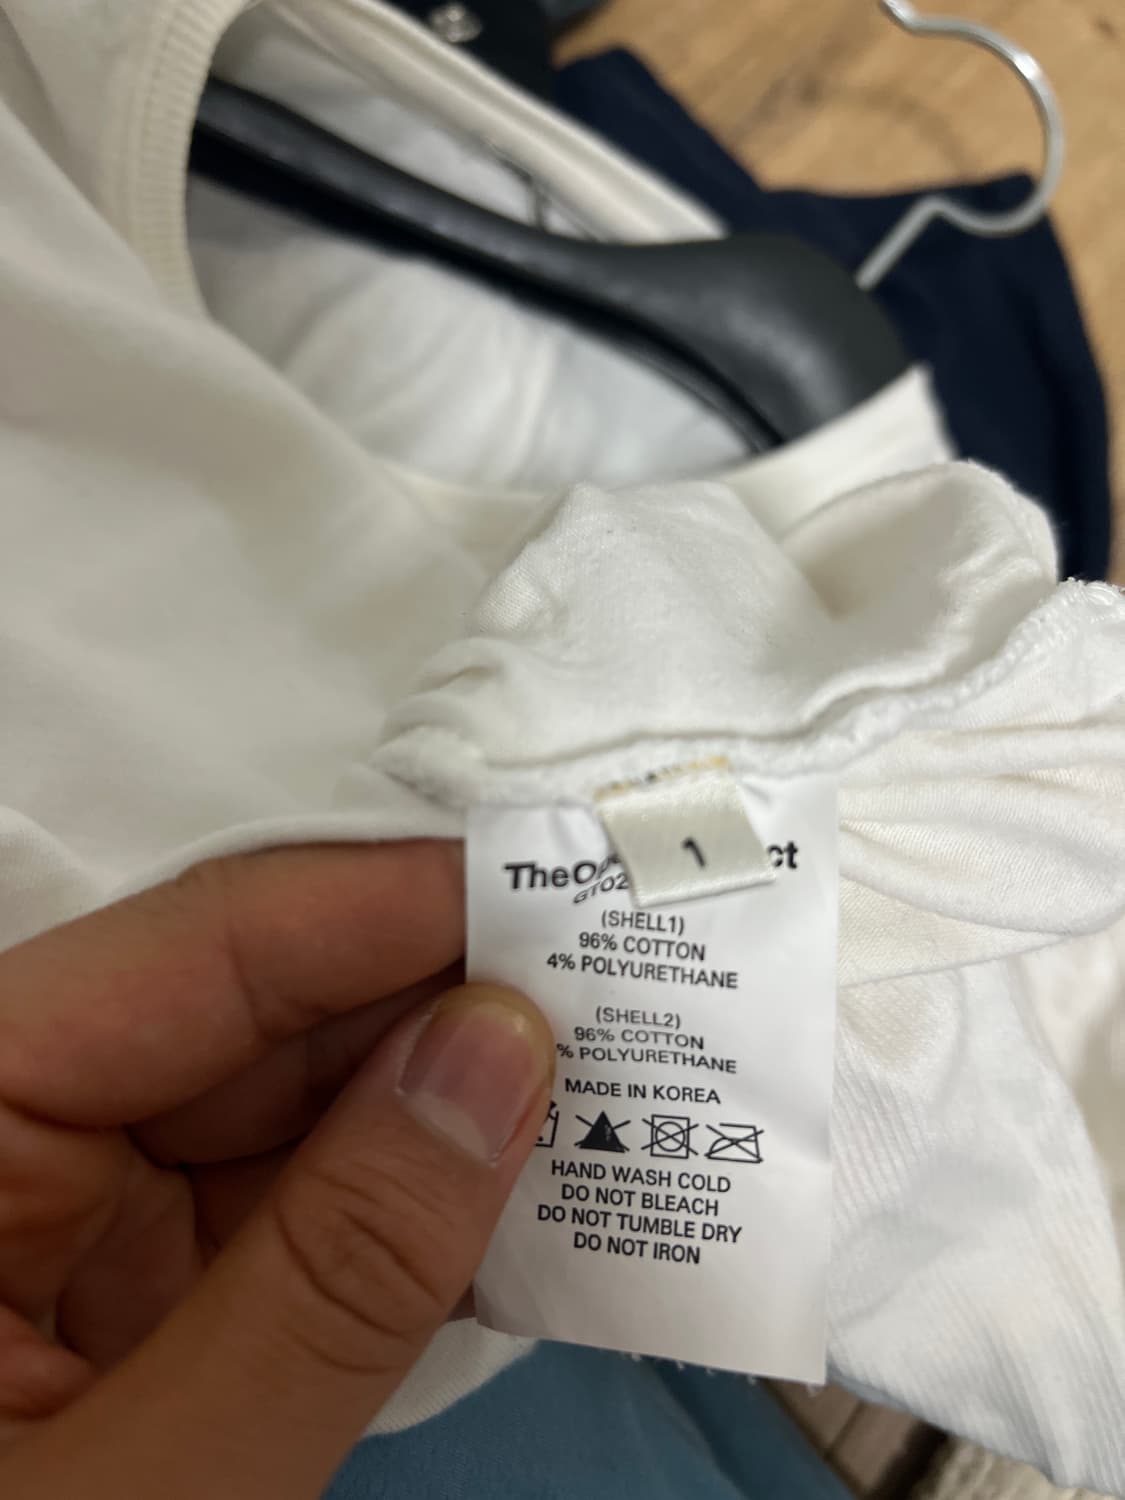 1
(SHELL1)
96% COTTON
4% POLYURETHANE
(SHELL2)
96% COTTON
% POLYURETHANE
MADE IN KOREA
HAND WASH COLD
DO NOT BLEACH
DO NOT TUMBLE DRY
DO NOT IRON